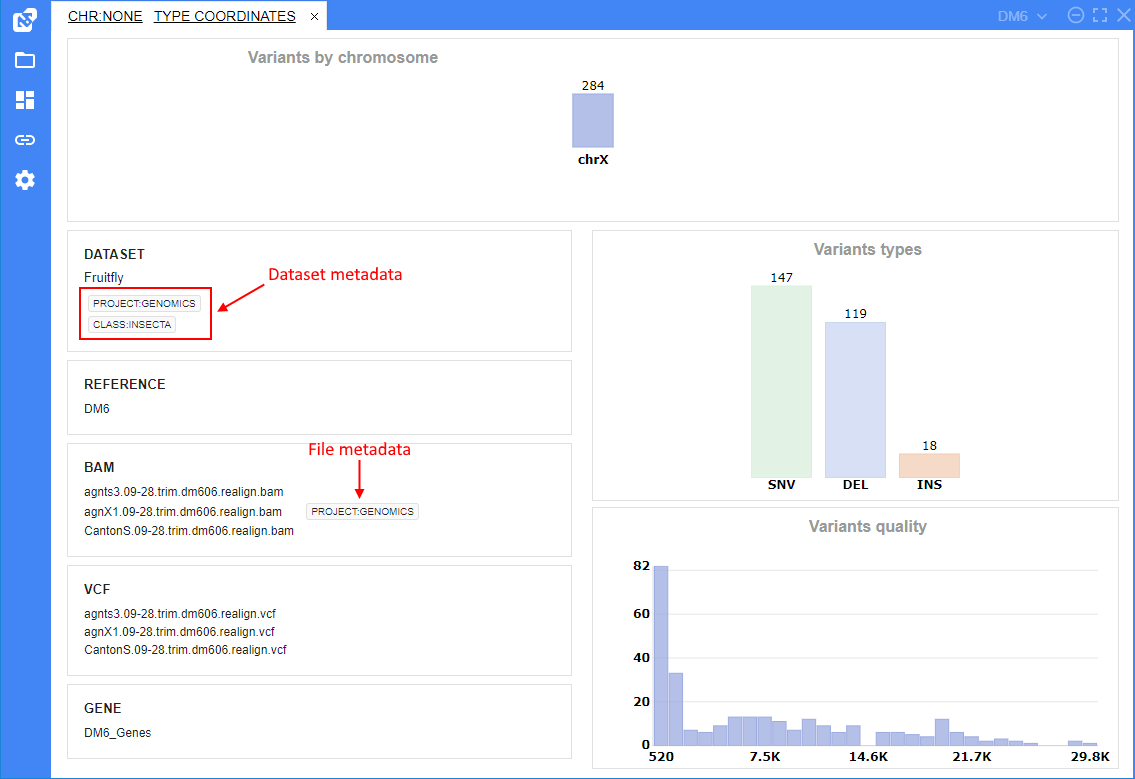 CHR:NONE TYPE COORDINATES ×
DM6
Variants by chromosome
284
chrX
DATASET
Fruitfly
PROJECT:GENOMICS
CLASS:INSECTA
Dataset metadata
REFERENCE
DM6
BAM
File metadata
agnts3.09-28.trim.dm606.realign.bam
agnX1.09-28.trim.dm606.realign.bam PROJECT:GENOMICS
CantonS.09-28.trim.dm606.realign.bam
VCF
agnts3.09-28.trim.dm606.realign.vcf
agnX1.09-28.trim.dm606.realign.vcf
CantonS.09-28.trim.dm606.realign.vcf
GENE
DM6_Genes
Variants types
147
119
18
SNV DEL INS
Variants quality
82
60
40
20
0
520 7.5K 14.6K 21.7K 29.8K